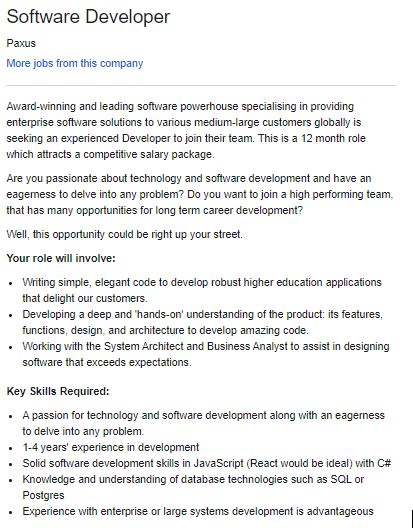 Software Developer
Paxus
More jobs from this company
Award-winning and leading software powerhouse specialising in providing
enterprise software solutions to various medium-large customers globally is
seeking an experienced Developer to join their team. This is a 12 month role
which attracts a competitive salary package.
Are you passionate about technology and software development and have an
eagerness to delve into any problem? Do you want to join a high performing team,
that has many opportunities for long term career development?
Well, this opportunity could be right up your street.
Your role will involve:
• Writing simple, elegant code to develop robust higher education applications
that delight our customers.
• Developing a deep and 'hands-on' understanding of the product: its features,
functions, design, and architecture to develop amazing code.
• Working with the System Architect and Business Analyst to assist in designing
software that exceeds expectations.
Key Skills Required:
• A passion for technology and software development along with an eagerness
to delve into any problem.
• 1-4 years' experience in development
• Solid software development skills in JavaScript (React would be ideal) with C#
• Knowledge and understanding of database technologies such as SQL or
Postgres
• Experience with enterprise or large systems development is advantageous